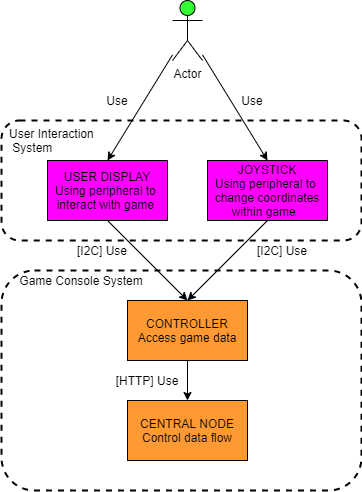 Actor
Use
Use
User Interaction
System
USER DISPLAY
Using peripheral to
interact with game
JOYSTICK
Using peripheral to
change coordinates
within game
[I2C] Use
[I2C] Use
Game Console System
CONTROLLER
Access game data
[HTTP] Use
CENTRAL NODE
Control data flow